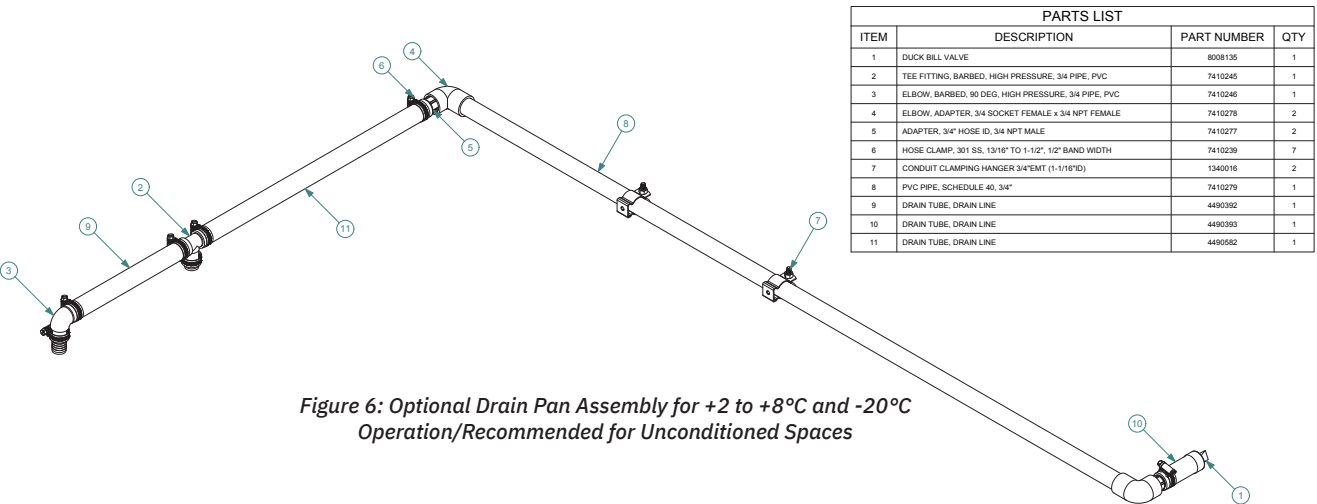 PARTS LIST
ITEM DESCRIPTION PART NUMBER QTY
1 DUCK BILL VALVE 8008135 1
2 TEE FITTING, BARBED, HIGH PRESSURE, 3/4 PIPE, PVC 7410245 1
3 ELBOW, BARBED, 90 DEG, HIGH PRESSURE, 3/4 PIPE, PVC 7410246 1
4 ELBOW, ADAPTER, 3/4 SOCKET FEMALE x 3/4 NPT FEMALE 7410278 2
5 ADAPTER, 3/4" HOSE ID, 3/4 NPT MALE 7410277 2
6 HOSE CLAMP, 301 SS, 13/16" TO 1-1/2", 1/2" BAND WIDTH 7410239 7
7 CONDUIT CLAMPING HANGER 3/4"EMT (1-1/16"ID) 1340016 2
8 PVC PIPE, SCHEDULE 40, 3/4" 7410279 1
9 DRAIN TUBE, DRAIN LINE 4490392 1
10 DRAIN TUBE, DRAIN LINE 4490393 1
11 DRAIN TUBE, DRAIN LINE 4490582 1
4
6
8
5
2
11
9
7
3
Figure 6: Optional Drain Pan Assembly for +2 to +8°C and -20°C
Operation/Recommended for Unconditioned Spaces
10
1